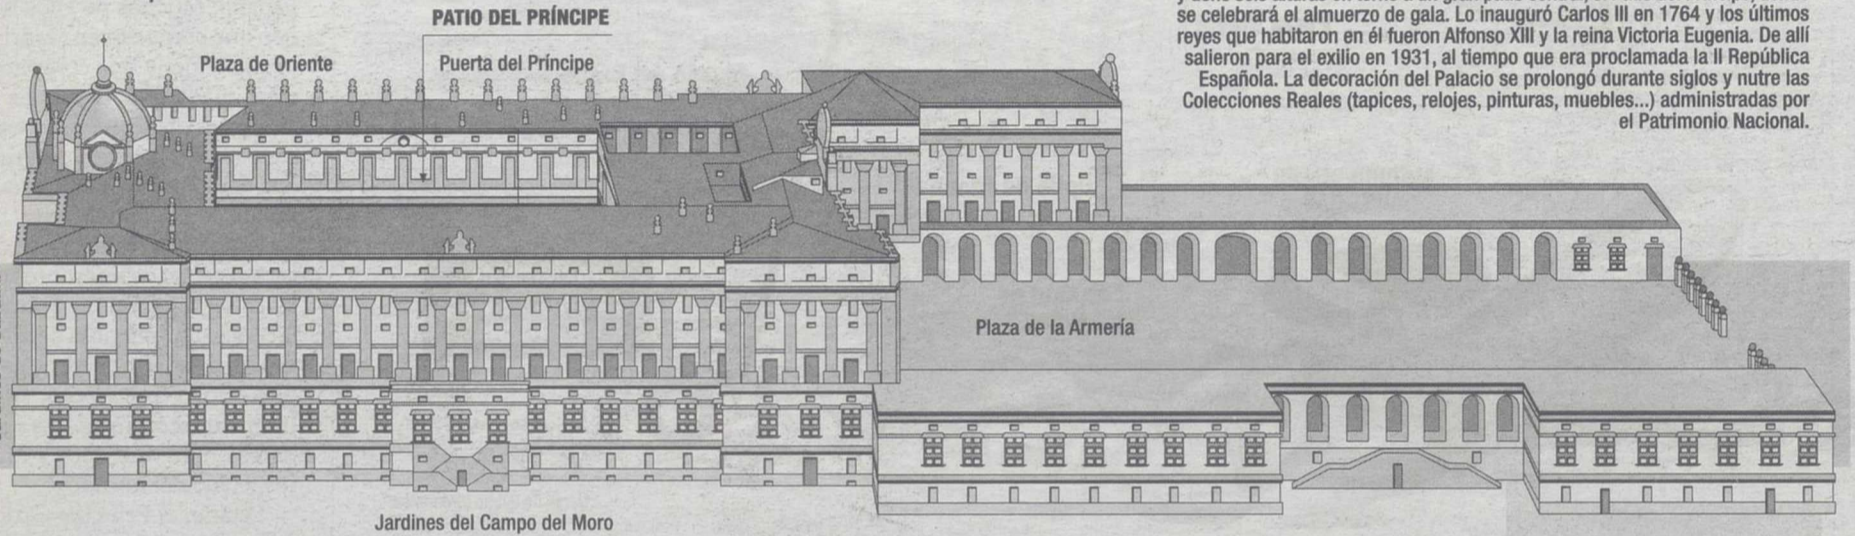 PATIO DEL PRÍNCIPE
Plaza de Oriente
Puerta del Príncipe
se celebrará el almuerzo de gala. Lo inauguró Carlos III en 1764 y los últimos
reyes que habitaron en él fueron Alfonso XIII y la reina Victoria Eugenia. De allí
salieron para el exilio en 1931, al tiempo que era proclamada la II República
Española. La decoración del Palacio se prolongó durante siglos y nutre las
Colecciones Reales (tapices, relojes, pinturas, muebles...) administradas por
el Patrimonio Nacional.
Plaza de la Armería
Jardines del Campo del Moro